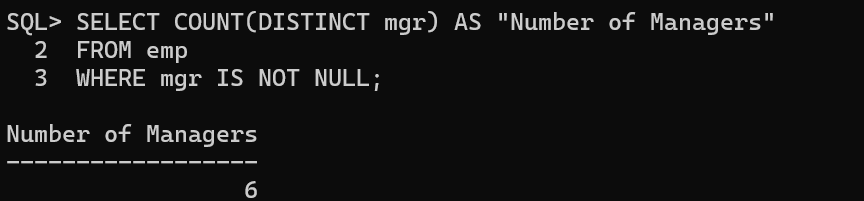 SQL> SELECT COUNT(DISTINCT mgr) AS "Number of Managers"
  2  FROM emp
  3  WHERE mgr IS NOT NULL;

Number of Managers
------------------
                 6